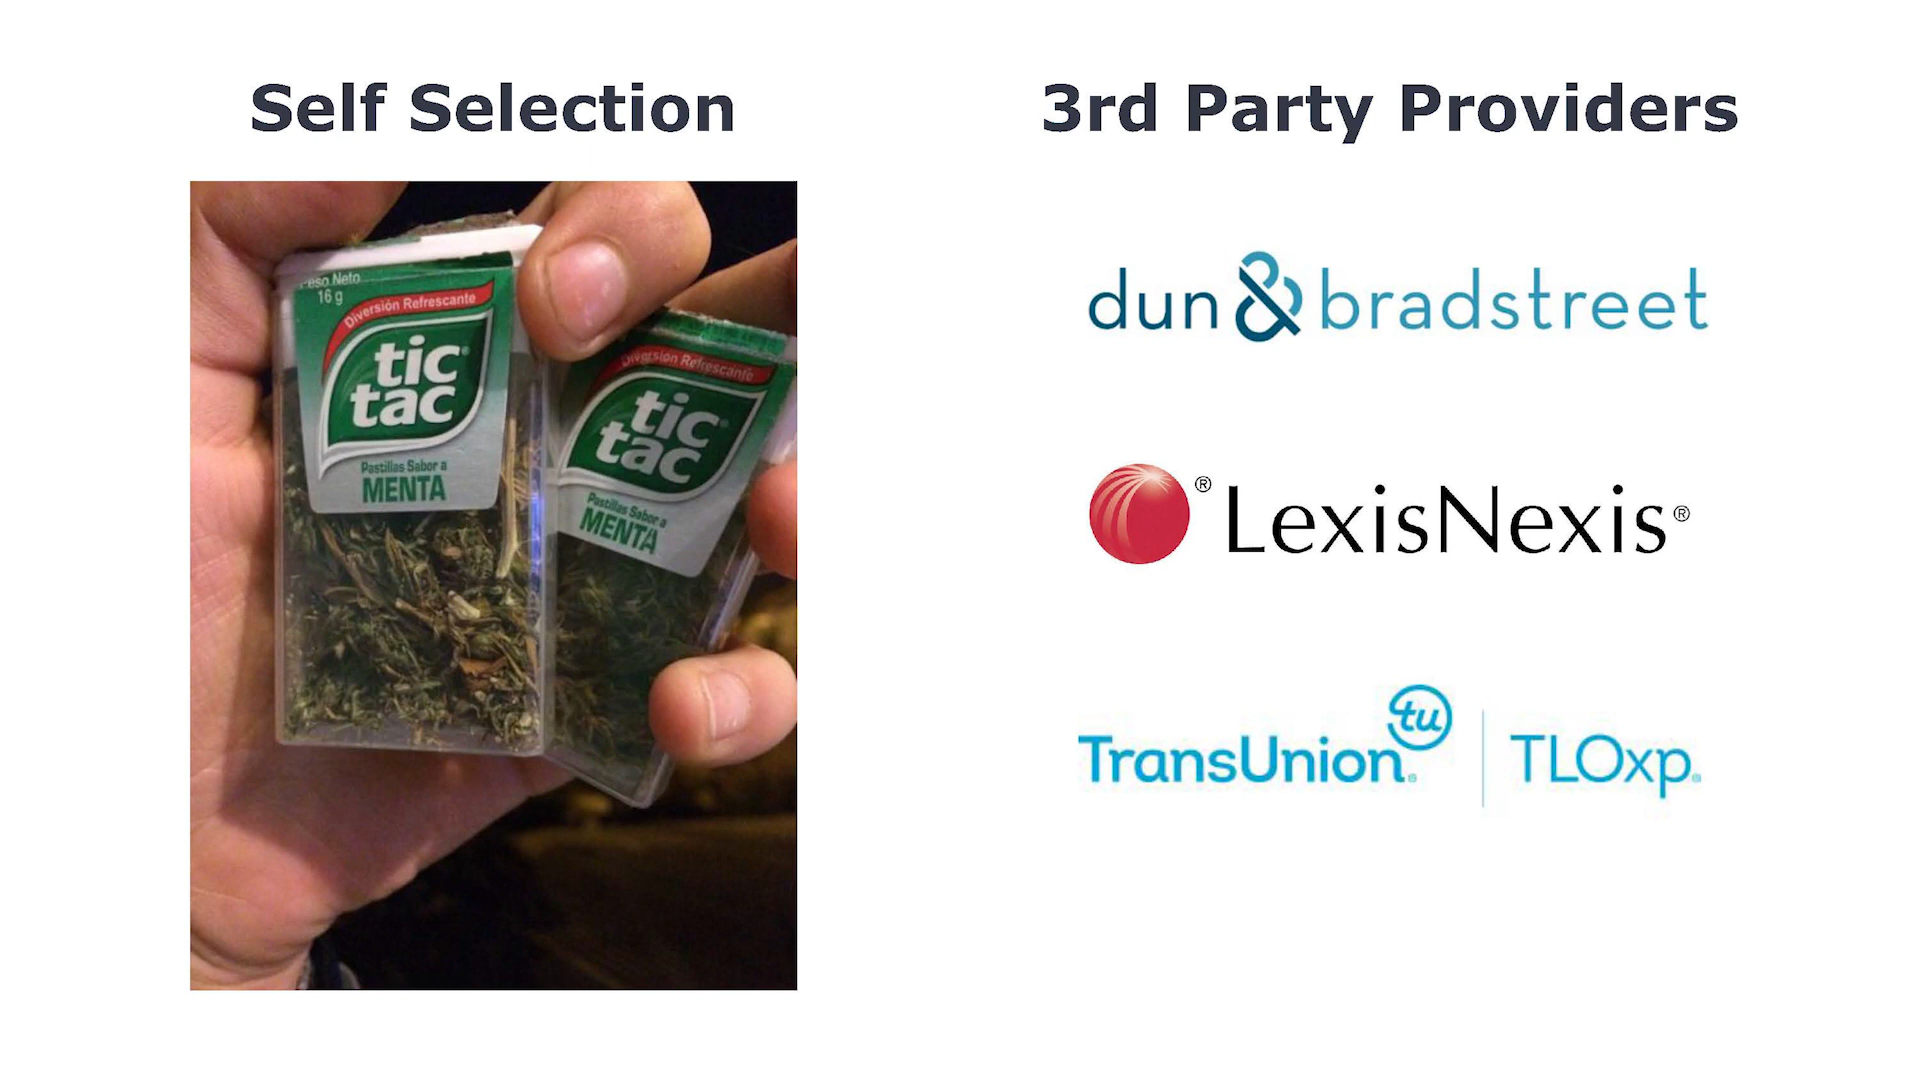 Self Selection
Peso Neto
16 g
Diversión Refrescante
tic
tac
Pastillas Sabor a
MENTA
Diversión Refrescante
tic
tac
Pastillas Sabor a
MENTA
3rd Party Providers
dun & bradstreet
® LexisNexis®
TransUnion® tu | TLOxp®